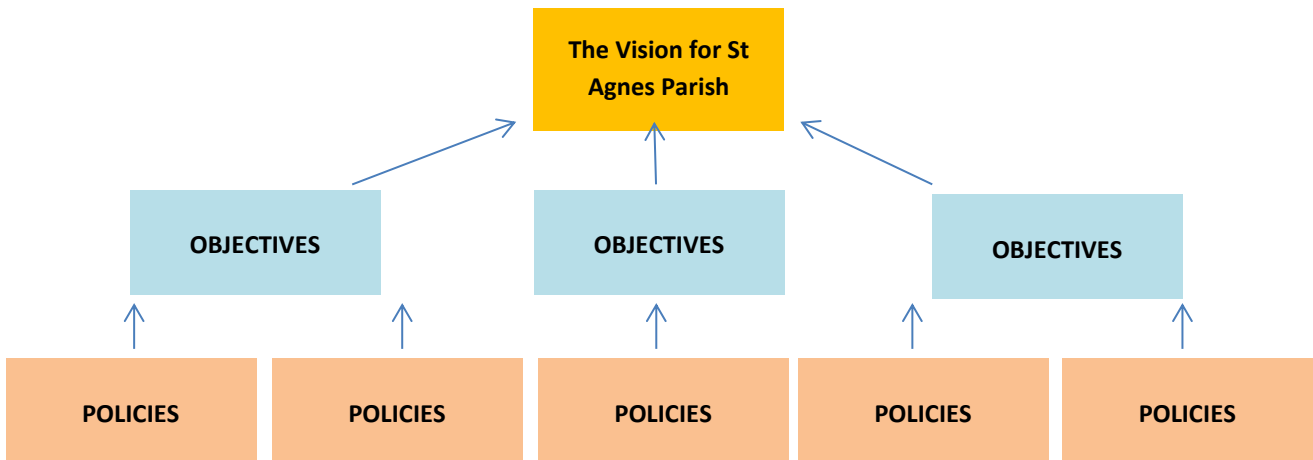 The Vision for St
Agnes Parish
OBJECTIVES
OBJECTIVES
OBJECTIVES
POLICIES
POLICIES
POLICIES
POLICIES
POLICIES